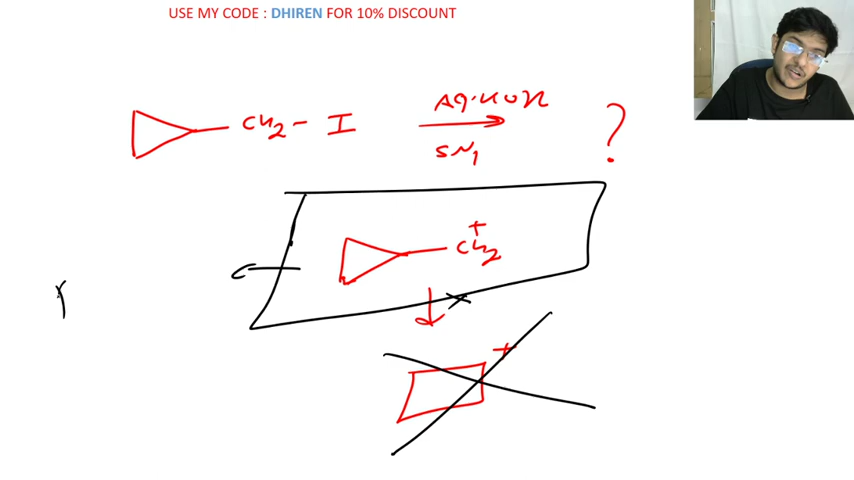 USE MY CODE : DHIREN FOR 10% DISCOUNT
CH2 - I
Aq. KOH
SN1
?
+
CH2
+